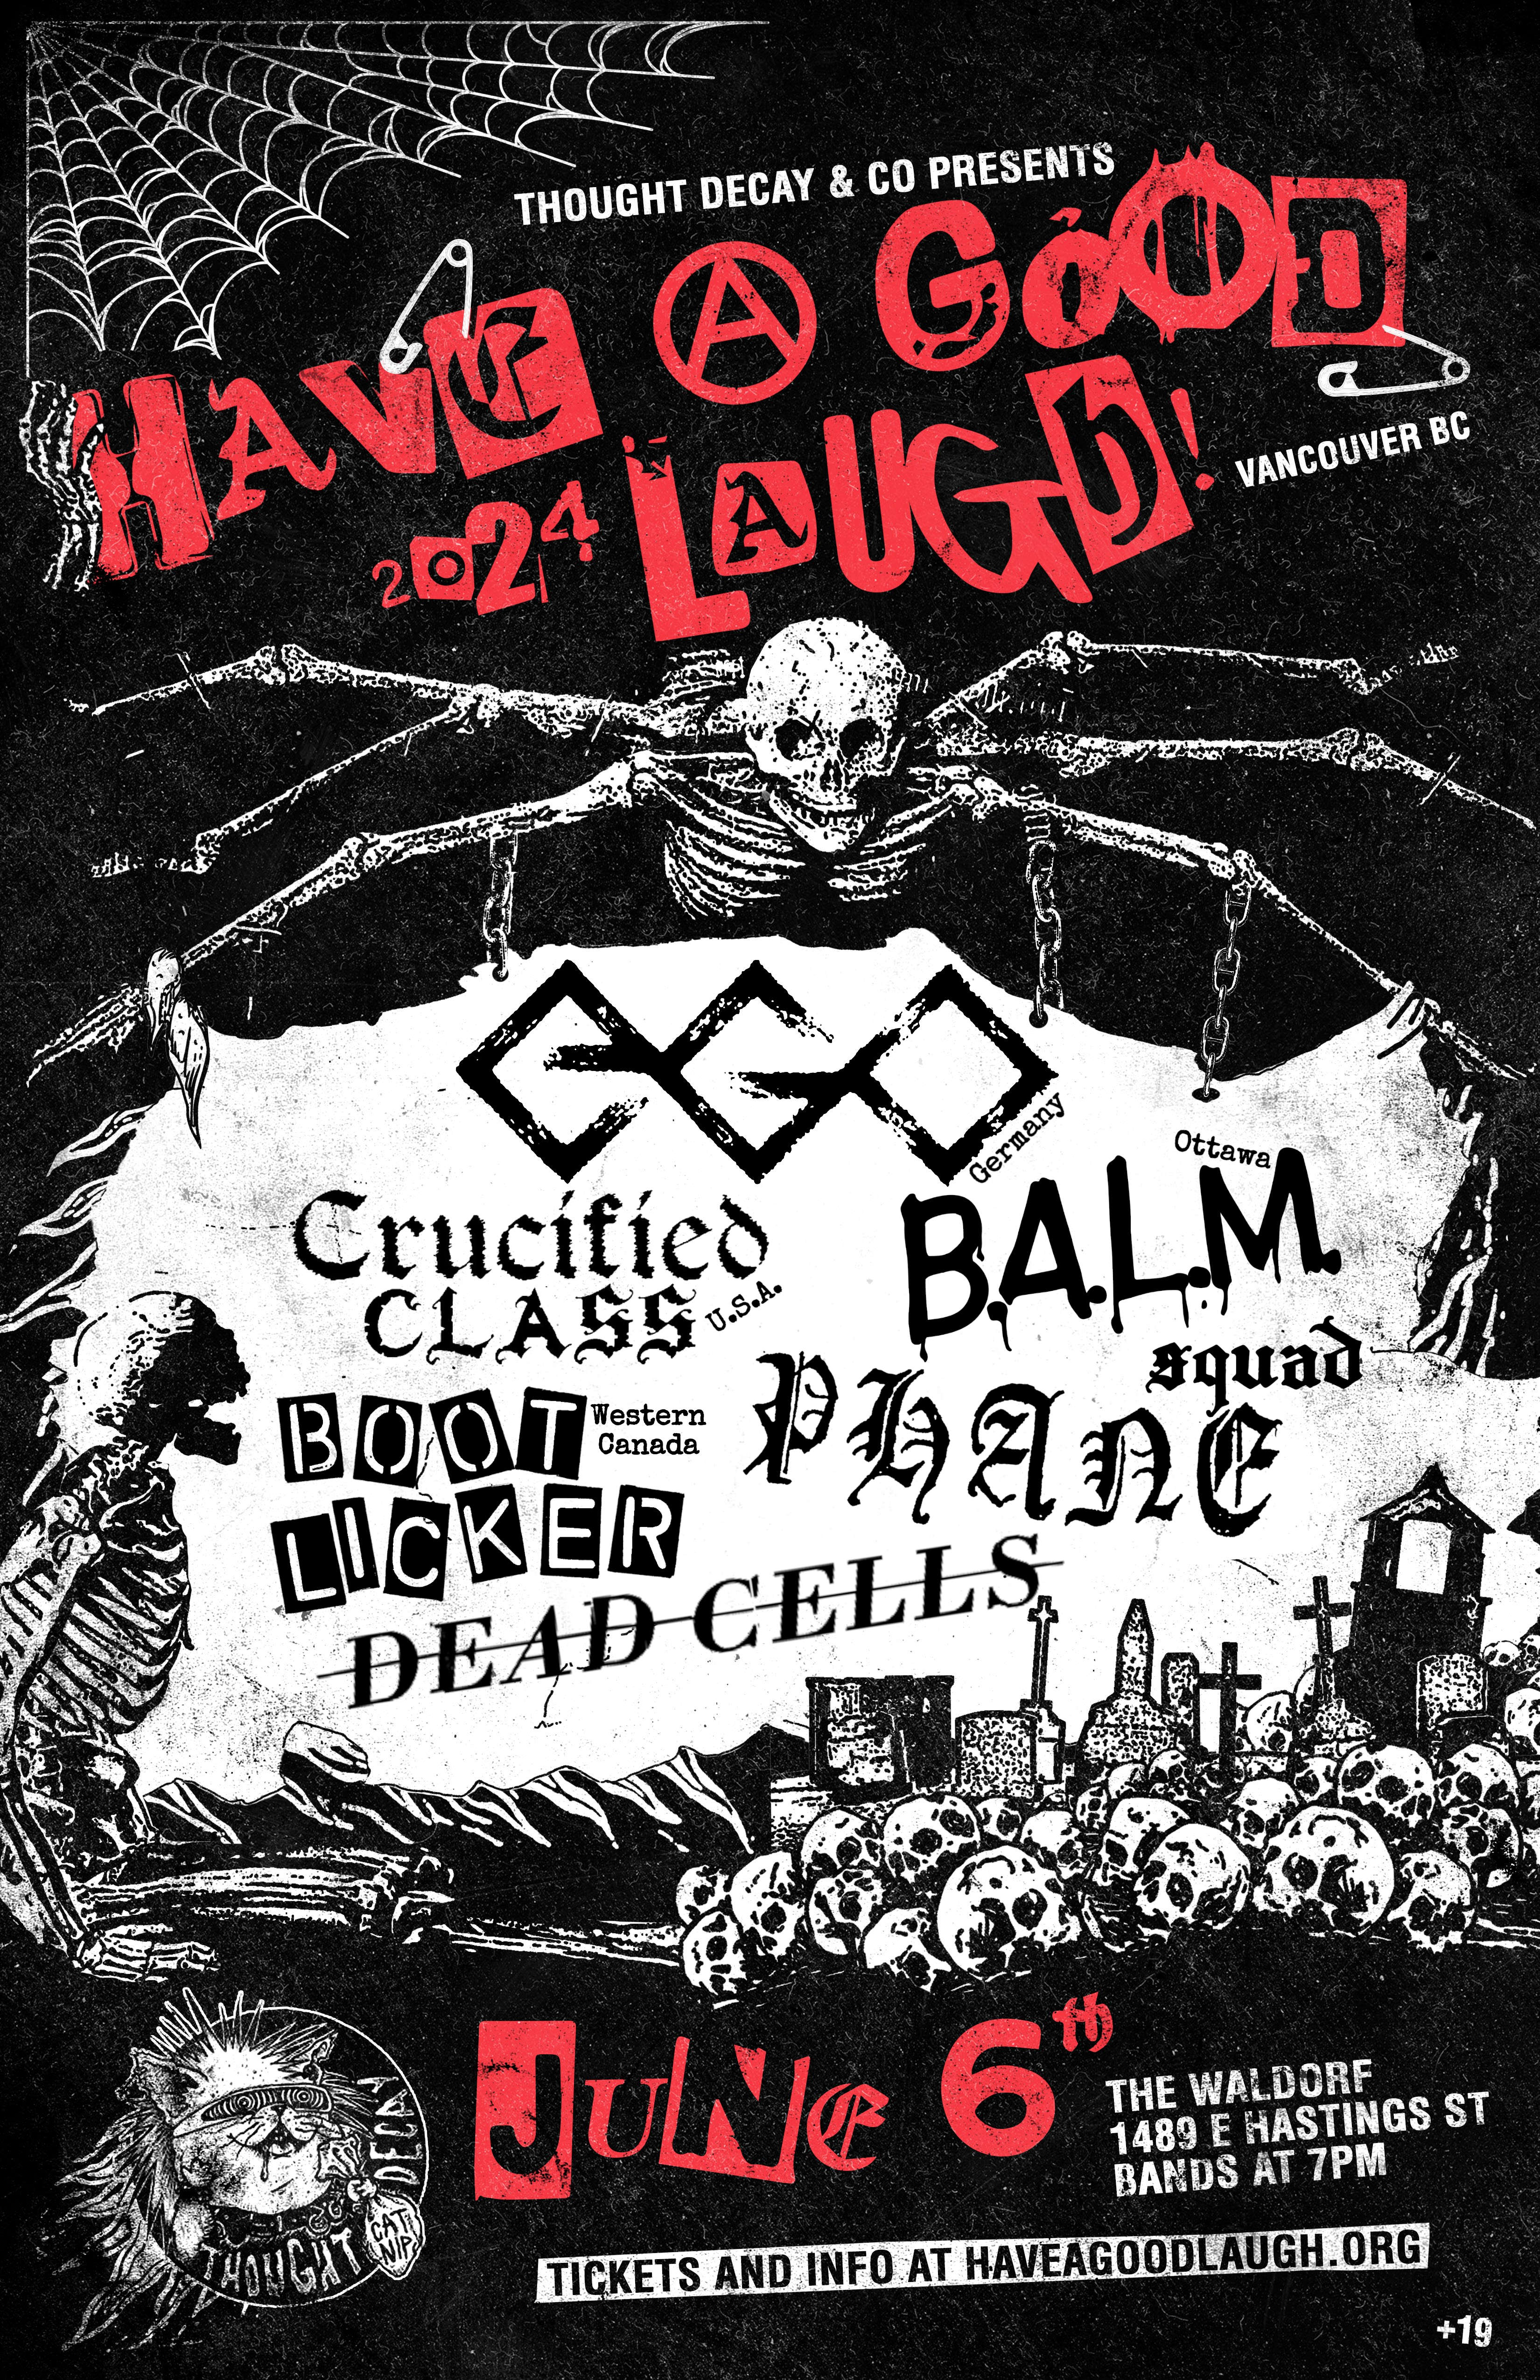 THOUGHT DECAY & CO PRESENTS
HAVE A GOOD
2024 LAUGH!
VANCOUVER BC
EGO
Germany
Crucified
CLASS
U.S.A.
Ottawa
B.A.L.M.
squad
BOOT
LICKER
Western
Canada
PHANE
DEAD CELLS
JUNE 6th
THE WALDORF
1489 E HASTINGS ST
BANDS AT 7PM
THOUGHT DECAY
CAT
NIP
TICKETS AND INFO AT HAVEAGOODLAUGH.ORG
+19